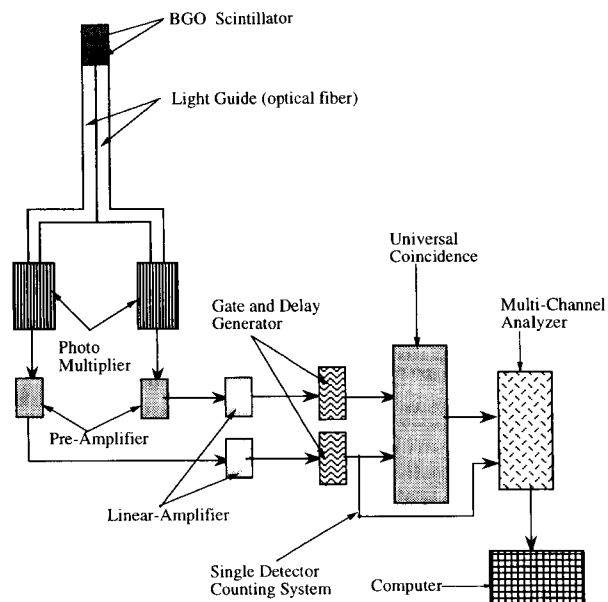 BGO Scintillator
Light Guide (optical fiber)
Universal
Coincidence
Gate and Delay
Generator
Multi-Channel
Analyzer
Photo
Multiplier
Pre-Amplifier
Linear-Amplifier
Single Detector
Counting System
Computer